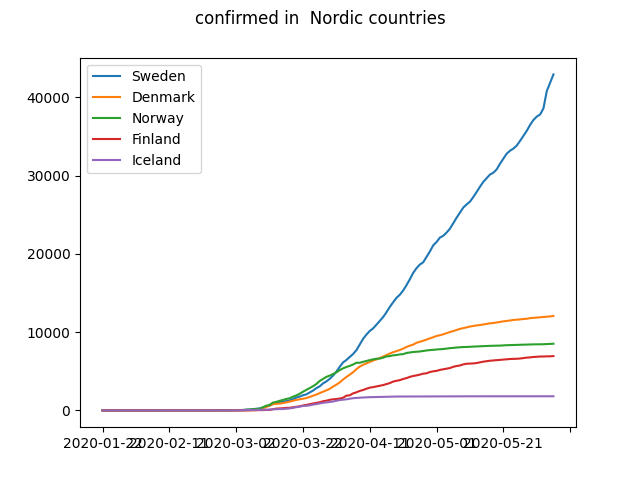 confirmed in  Nordic countries
Sweden
Denmark
Norway
Finland
Iceland
40000
30000
20000
10000
0
2020-01-22 2020-02-11 2020-03-02 2020-03-22 2020-04-11 2020-05-01 2020-05-21